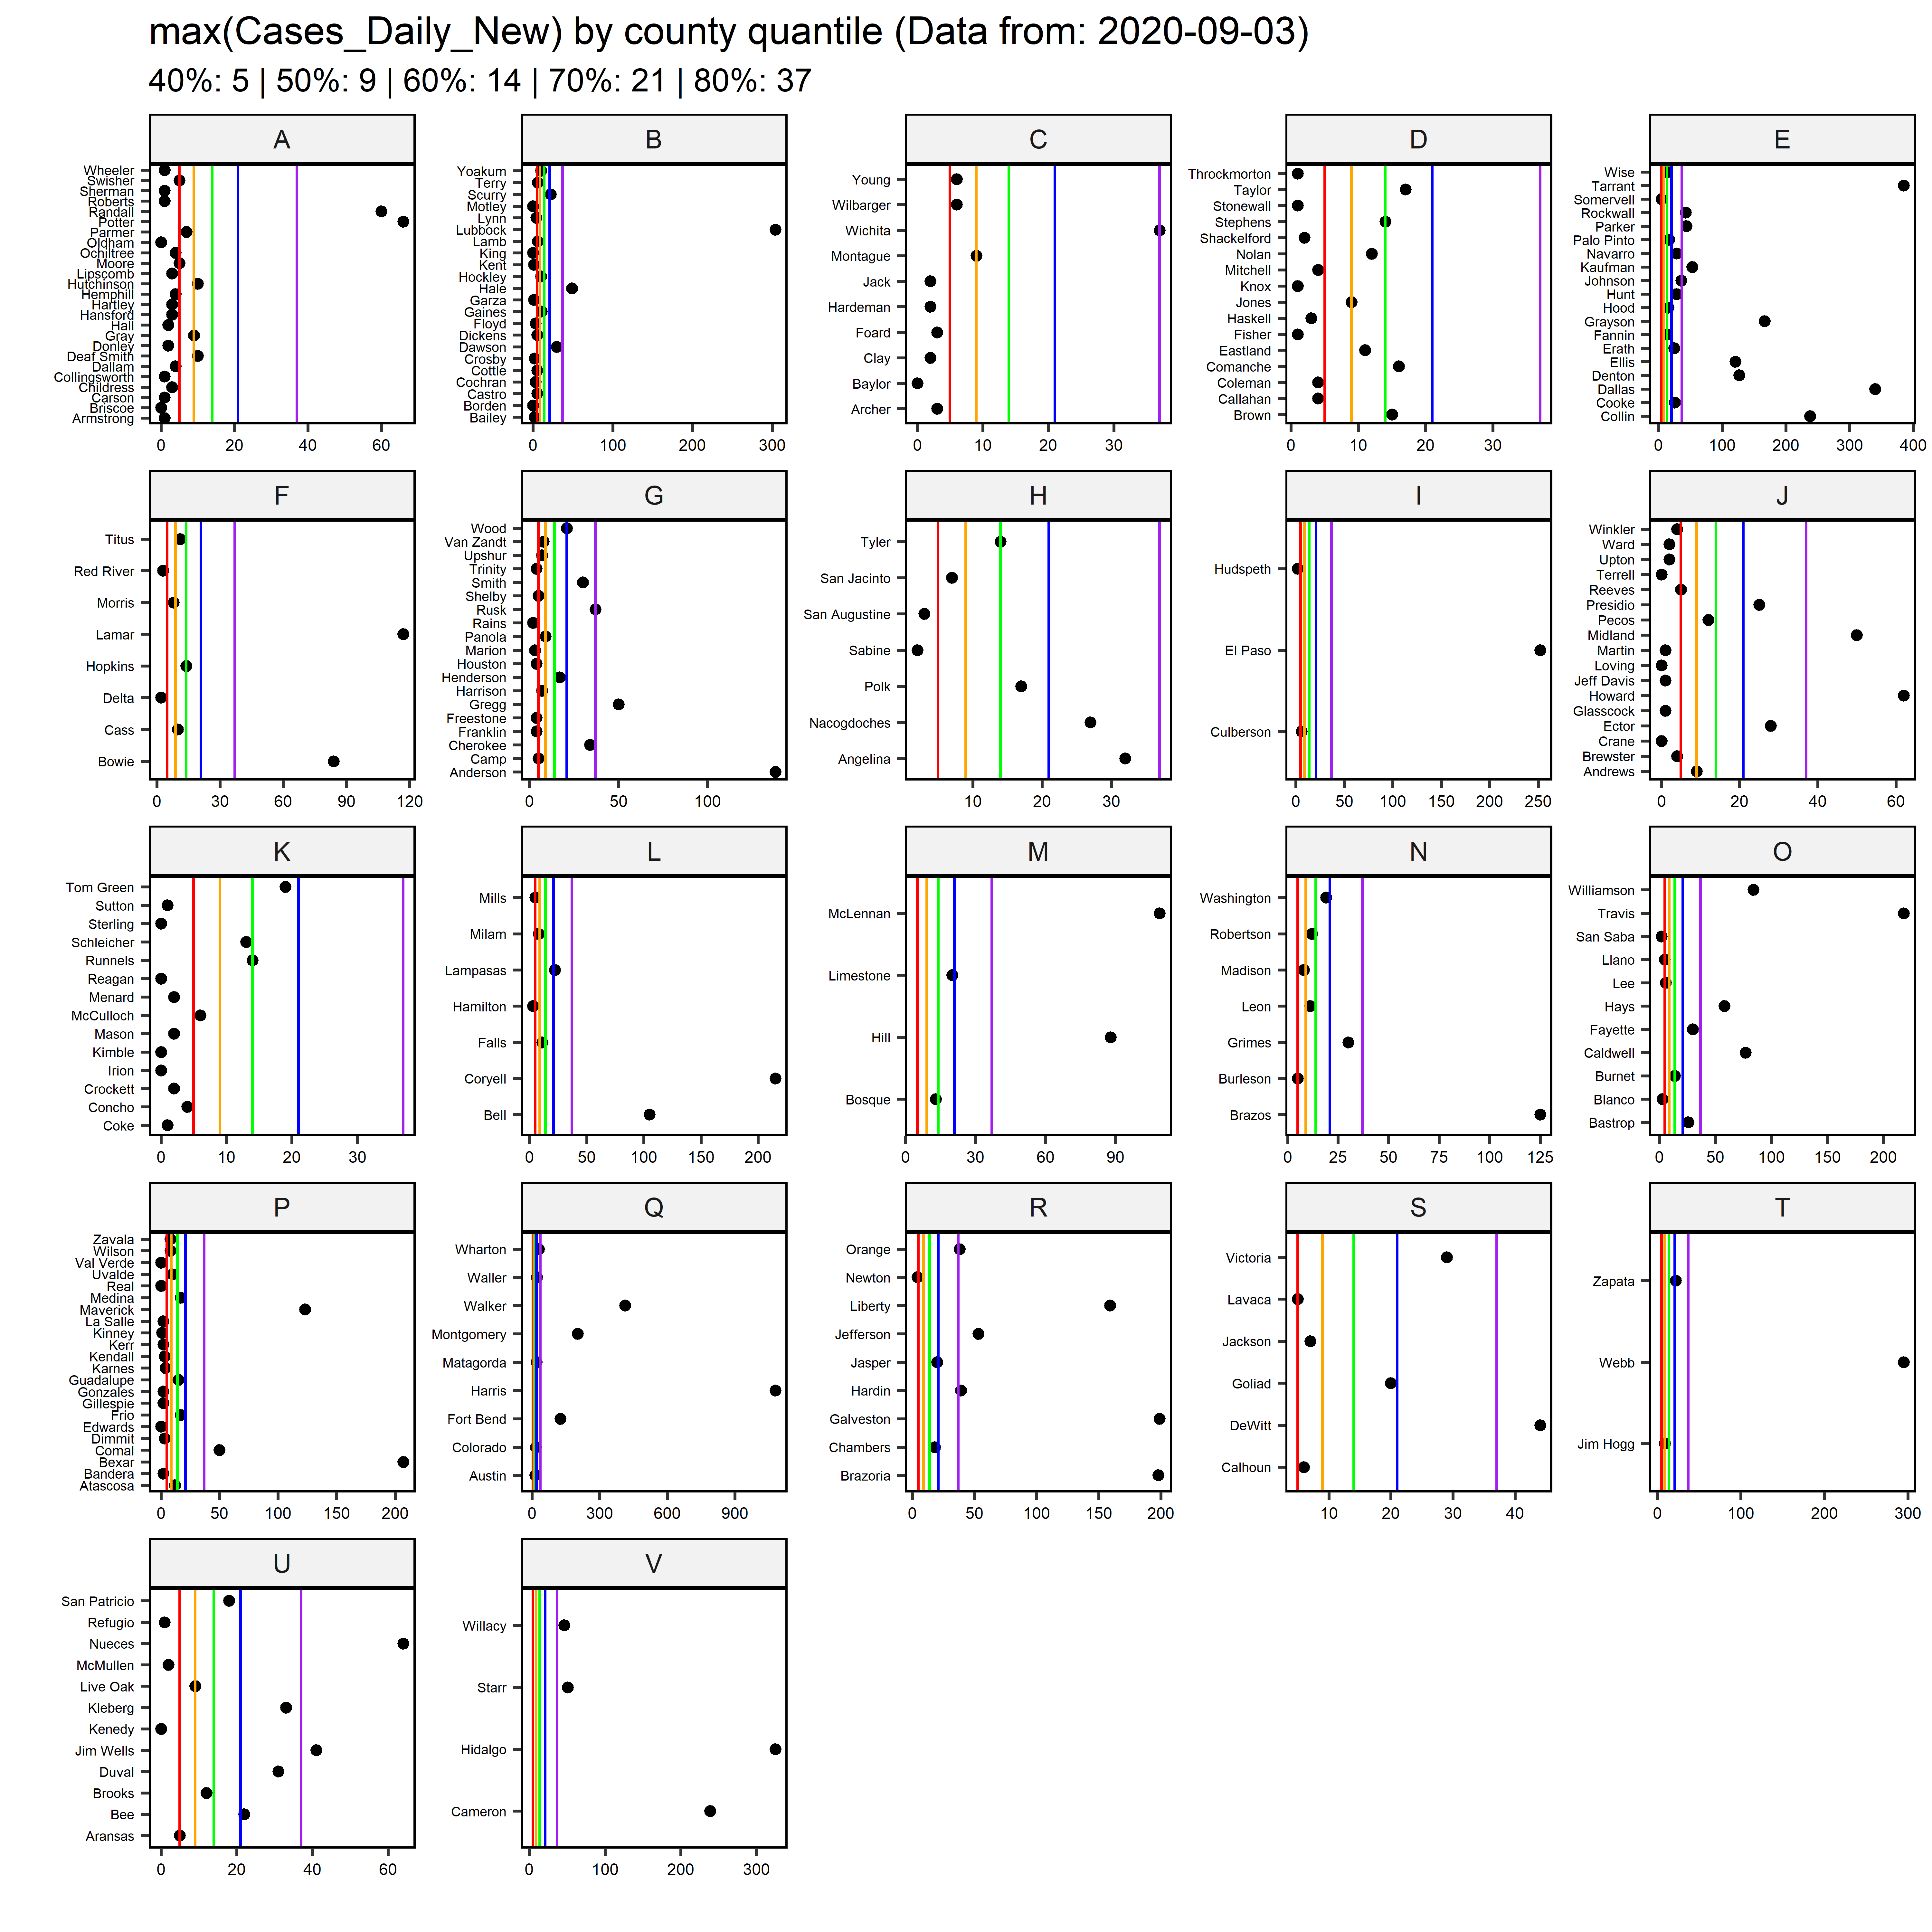 max(Cases_Daily_New) by county quantile (Data from: 2020-09-03)
40%: 5 | 50%: 9 | 60%: 14 | 70%: 21 | 80%: 37
A
Wheeler
Swisher
Sherman
Roberts
Randall
Potter
Parmer
Oldham
Ochiltree
Moore
Lipscomb
Hutchinson
Hemphill
Hartley
Hansford
Hall
Gray
Donley
Deaf Smith
Dallam
Collingsworth
Childress
Carson
Briscoe
Armstrong
0 20 40 60
B
Yoakum
Terry
Scurry
Motley
Lynn
Lubbock
Lamb
King
Kent
Hockley
Hale
Garza
Gaines
Floyd
Dickens
Dawson
Crosby
Cottle
Cochran
Castro
Borden
Bailey
0 100 200 300
C
Young
Wilbarger
Wichita
Montague
Jack
Hardeman
Foard
Clay
Baylor
Archer
0 10 20 30
D
Throckmorton
Taylor
Stonewall
Stephens
Shackelford
Nolan
Mitchell
Knox
Jones
Haskell
Fisher
Eastland
Comanche
Coleman
Callahan
Brown
0 10 20 30
E
Wise
Tarrant
Somervell
Rockwall
Parker
Palo Pinto
Navarro
Kaufman
Johnson
Hunt
Hood
Grayson
Fannin
Erath
Ellis
Denton
Dallas
Cooke
Collin
0 100 200 300 400
F
Titus
Red River
Morris
Lamar
Hopkins
Delta
Cass
Bowie
0 30 60 90 120
G
Wood
Van Zandt
Upshur
Trinity
Smith
Shelby
Rusk
Rains
Panola
Marion
Houston
Henderson
Harrison
Gregg
Freestone
Franklin
Cherokee
Camp
Anderson
0 50 100
H
Tyler
San Jacinto
San Augustine
Sabine
Polk
Nacogdoches
Angelina
10 20 30
I
Hudspeth
El Paso
Culberson
0 50 100 150 200 250
J
Winkler
Ward
Upton
Terrell
Reeves
Presidio
Pecos
Midland
Martin
Loving
Jeff Davis
Howard
Glasscock
Ector
Crane
Brewster
Andrews
0 20 40 60
K
Tom Green
Sutton
Sterling
Schleicher
Runnels
Reagan
Menard
McCulloch
Mason
Kimble
Irion
Crockett
Concho
Coke
0 10 20 30
L
Mills
Milam
Lampasas
Hamilton
Falls
Coryell
Bell
0 50 100 150 200
M
McLennan
Limestone
Hill
Bosque
0 30 60 90
N
Washington
Robertson
Madison
Leon
Grimes
Burleson
Brazos
0 25 50 75 100 125
O
Williamson
Travis
San Saba
Llano
Lee
Hays
Fayette
Caldwell
Burnet
Blanco
Bastrop
0 50 100 150 200
P
Zavala
Wilson
Val Verde
Uvalde
Real
Medina
Maverick
La Salle
Kinney
Kerr
Kendall
Karnes
Guadalupe
Gonzales
Gillespie
Frio
Edwards
Dimmit
Comal
Bexar
Bandera
Atascosa
0 50 100 150 200
Q
Wharton
Waller
Walker
Montgomery
Matagorda
Harris
Fort Bend
Colorado
Austin
0 300 600 900
R
Orange
Newton
Liberty
Jefferson
Jasper
Hardin
Galveston
Chambers
Brazoria
0 50 100 150 200
S
Victoria
Lavaca
Jackson
Goliad
DeWitt
Calhoun
10 20 30 40
T
Zapata
Webb
Jim Hogg
0 100 200 300
U
San Patricio
Refugio
Nueces
McMullen
Live Oak
Kleberg
Kenedy
Jim Wells
Duval
Brooks
Bee
Aransas
0 20 40 60
V
Willacy
Starr
Hidalgo
Cameron
0 100 200 300